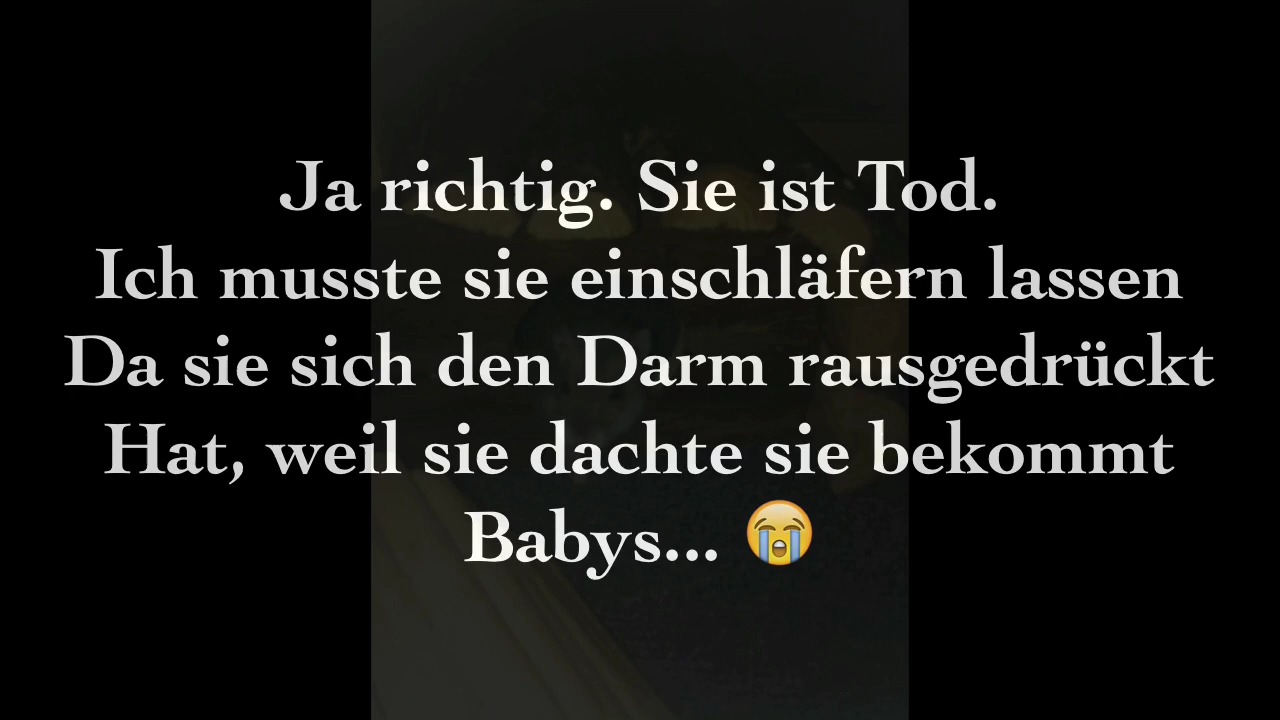 Ja richtig. Sie ist Tod.
Ich musste sie einschläfern lassen
Da sie sich den Darm rausgedrückt
Hat, weil sie dachte sie bekommt
Babys... 😭